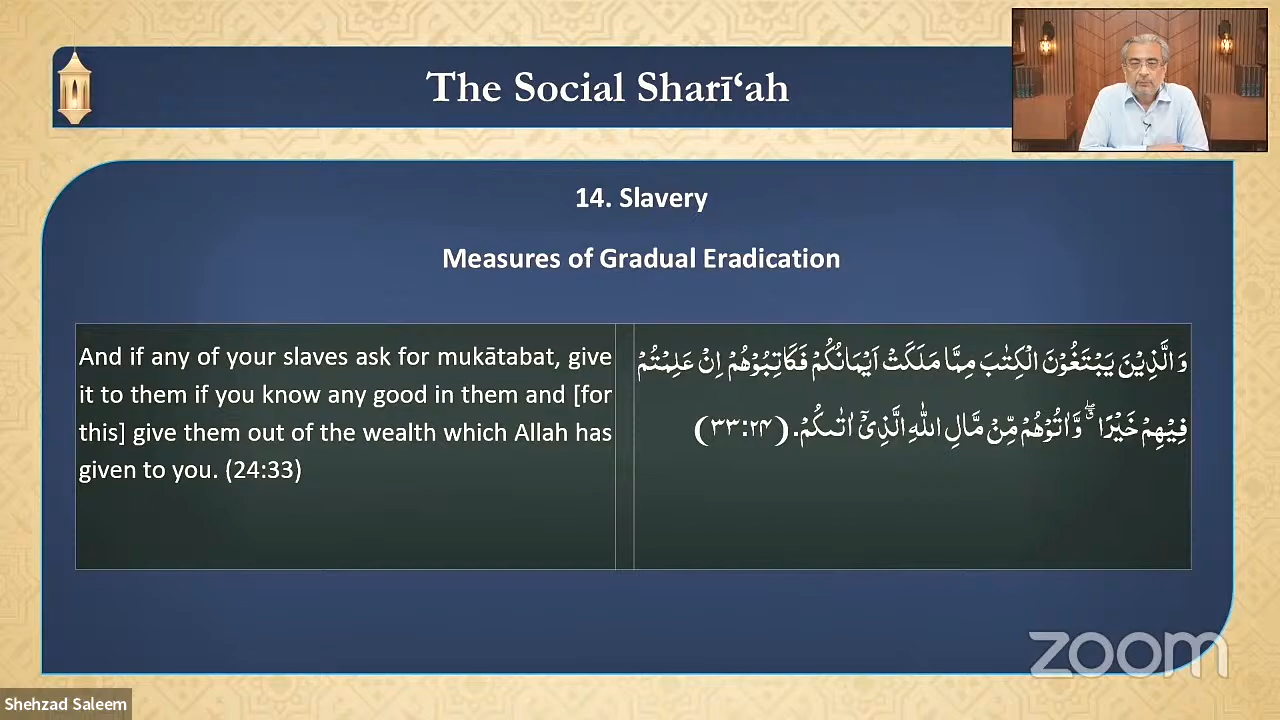 The Social Sharī‘ah
14. Slavery
Measures of Gradual Eradication
And if any of your slaves ask for mukātabat, give
it to them if you know any good in them and [for
this] give them out of the wealth which Allah has
given to you. (24:33)
وَالَّذِیْنَ یَبْتَغُوْنَ الْکِتٰبَ مِمَّا مَلَکَتْ اَیْمَانُکُمْ فَکَاتِبُوْھُمْ اِنْ عَلِمْتُمْ
فِیْھِمْ خَیْرًا ۖۗ وَّاٰتُوْھُمْ مِّنْ مَّالِ اللّٰہِ الَّذِیْٓ اٰتٰـکُمْ. (۲۴:۳۳)
zoom
Shehzad Saleem